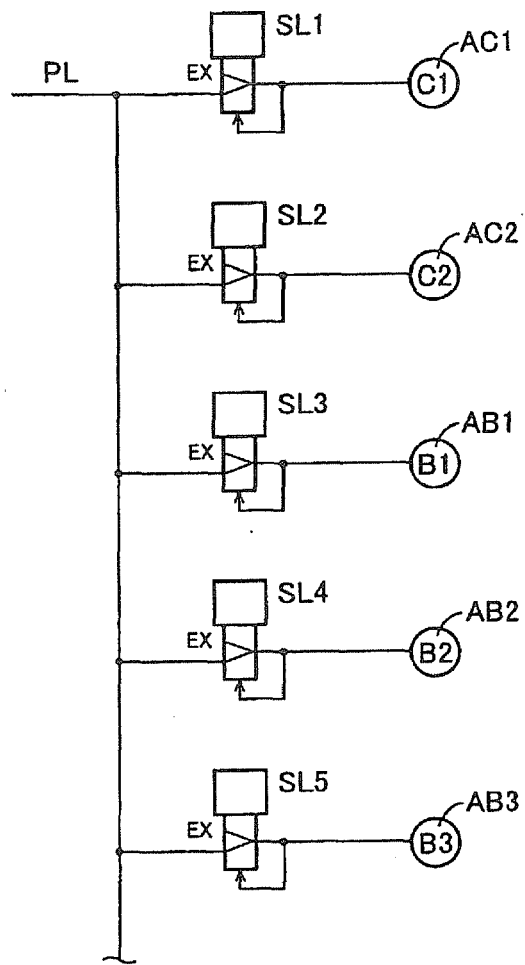 SL1
AC1
PL
EX
C1
SL2
AC2
EX
C2
SL3
AB1
EX
B1
SL4
AB2
EX
B2
SL5
AB3
EX
B3